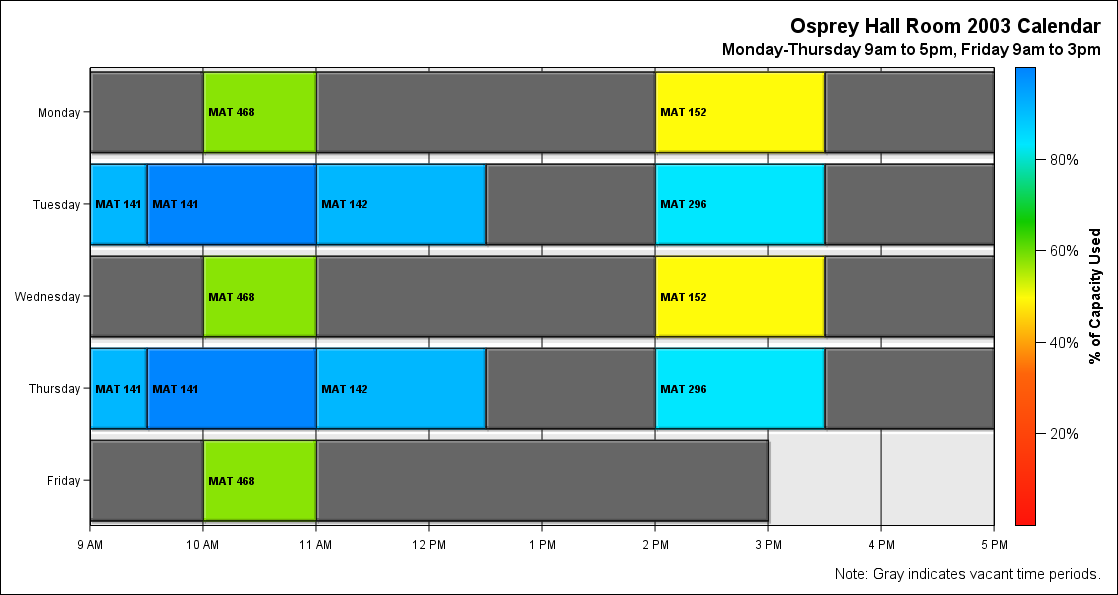 Osprey Hall Room 2003 Calendar
Monday-Thursday 9am to 5pm, Friday 9am to 3pm
Monday MAT 468 MAT 152
80%
Tuesday MAT 141 MAT 141 MAT 142 MAT 296
60%
% of Capacity Used
Wednesday MAT 468 MAT 152
40%
Thursday MAT 141 MAT 141 MAT 142 MAT 296
20%
Friday MAT 468
9 AM 10 AM 11 AM 12 PM 1 PM 2 PM 3 PM 4 PM 5 PM
Note: Gray indicates vacant time periods.